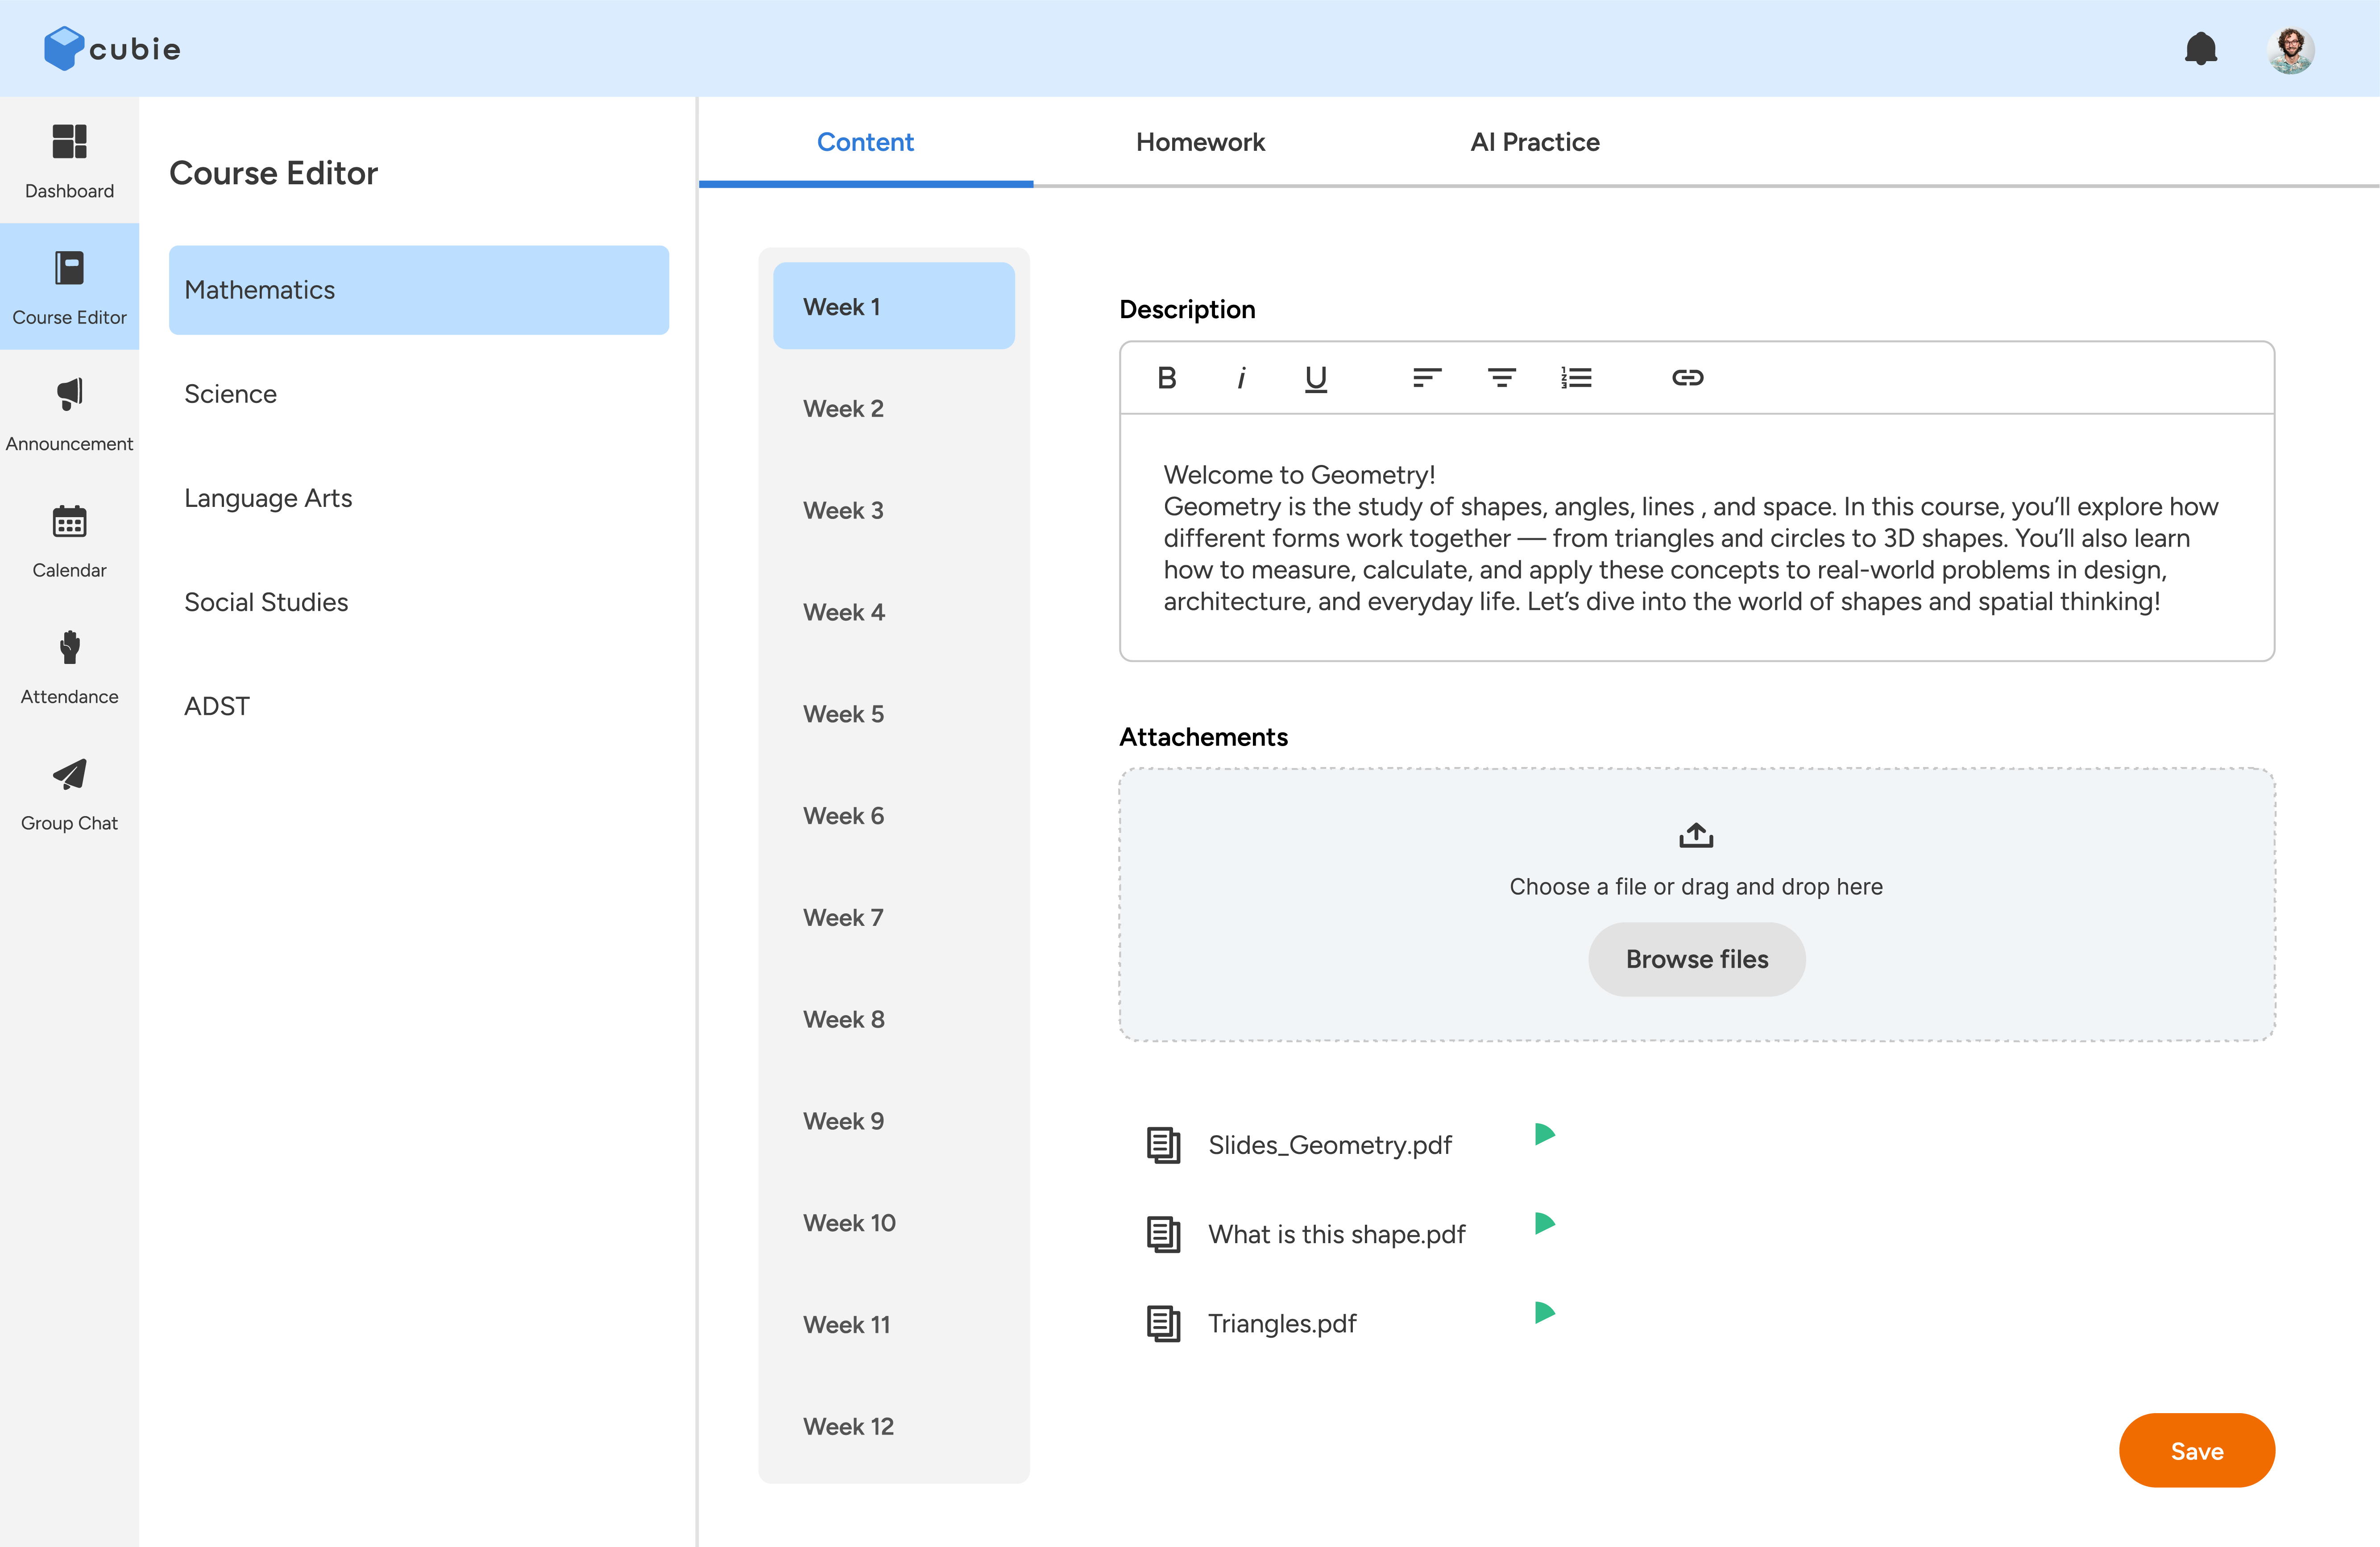 cubie
Dashboard
Course Editor
Announcement
Calendar
Attendance
Group Chat
Course Editor
Mathematics
Science
Language Arts
Social Studies
ADST
Content
Homework
AI Practice
Week 1
Week 2
Week 3
Week 4
Week 5
Week 6
Week 7
Week 8
Week 9
Week 10
Week 11
Week 12
Description
B i U
Welcome to Geometry!
Geometry is the study of shapes, angles, lines , and space. In this course, you’ll explore how
different forms work together — from triangles and circles to 3D shapes. You’ll also learn
how to measure, calculate, and apply these concepts to real-world problems in design,
architecture, and everyday life. Let’s dive into the world of shapes and spatial thinking!
Attachements
Choose a file or drag and drop here
Browse files
Slides_Geometry.pdf
What is this shape.pdf
Triangles.pdf
Save